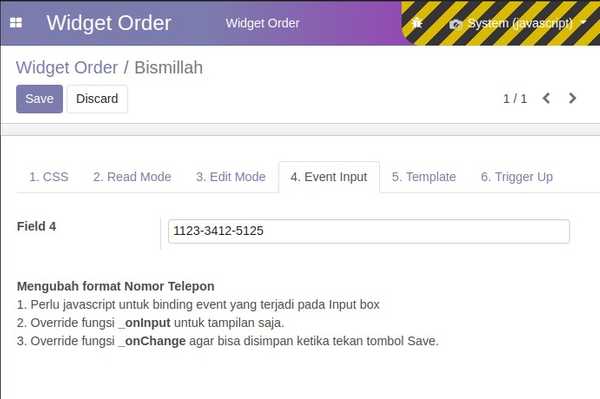 Widget Order Widget Order System (javascript)
Widget Order / Bismillah
Save Discard 1 / 1
1. CSS 2. Read Mode 3. Edit Mode 4. Event Input 5. Template 6. Trigger Up
Field 4 1123-3412-5125
Mengubah format Nomor Telepon
1. Perlu javascript untuk binding event yang terjadi pada Input box
2. Override fungsi _onInput untuk tampilan saja.
3. Override fungsi _onChange agar bisa disimpan ketika tekan tombol Save.